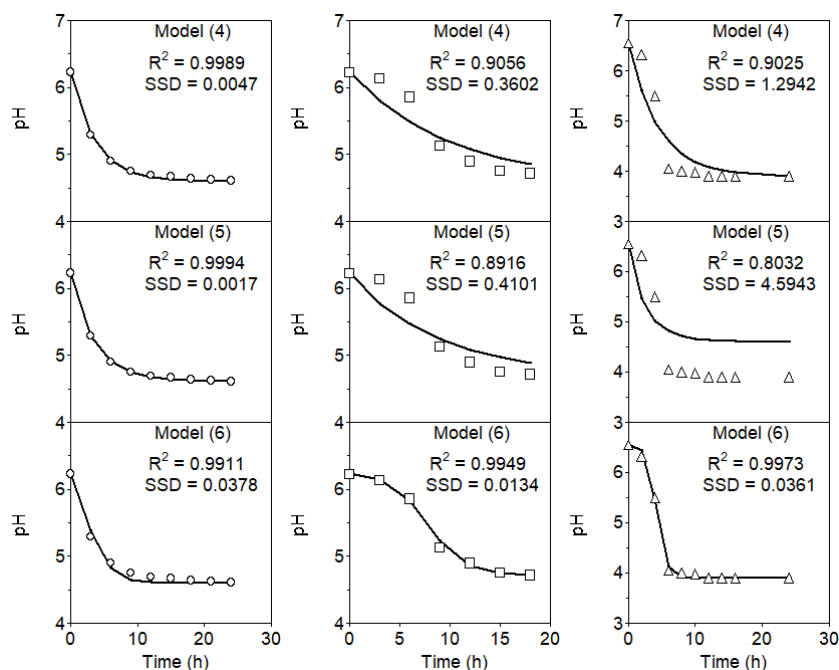 Model (4)
R² = 0.9989
SSD = 0.0047
pH
7
6
5
4
Model (4)
R² = 0.9056
SSD = 0.3602
pH
7
6
5
4
Model (4)
R² = 0.9025
SSD = 1.2942
pH
7
6
5
4
3
Model (5)
R² = 0.9994
SSD = 0.0017
pH
6
5
4
Model (5)
R² = 0.8916
SSD = 0.4101
pH
6
5
4
Model (5)
R² = 0.8032
SSD = 4.5943
pH
6
5
4
3
Model (6)
R² = 0.9911
SSD = 0.0378
pH
6
5
4
0 10 20 30
Time (h)
Model (6)
R² = 0.9949
SSD = 0.0134
pH
6
5
4
0 5 10 15 20
Time (h)
Model (6)
R² = 0.9973
SSD = 0.0361
pH
6
5
4
3
0 10 20 30
Time (h)